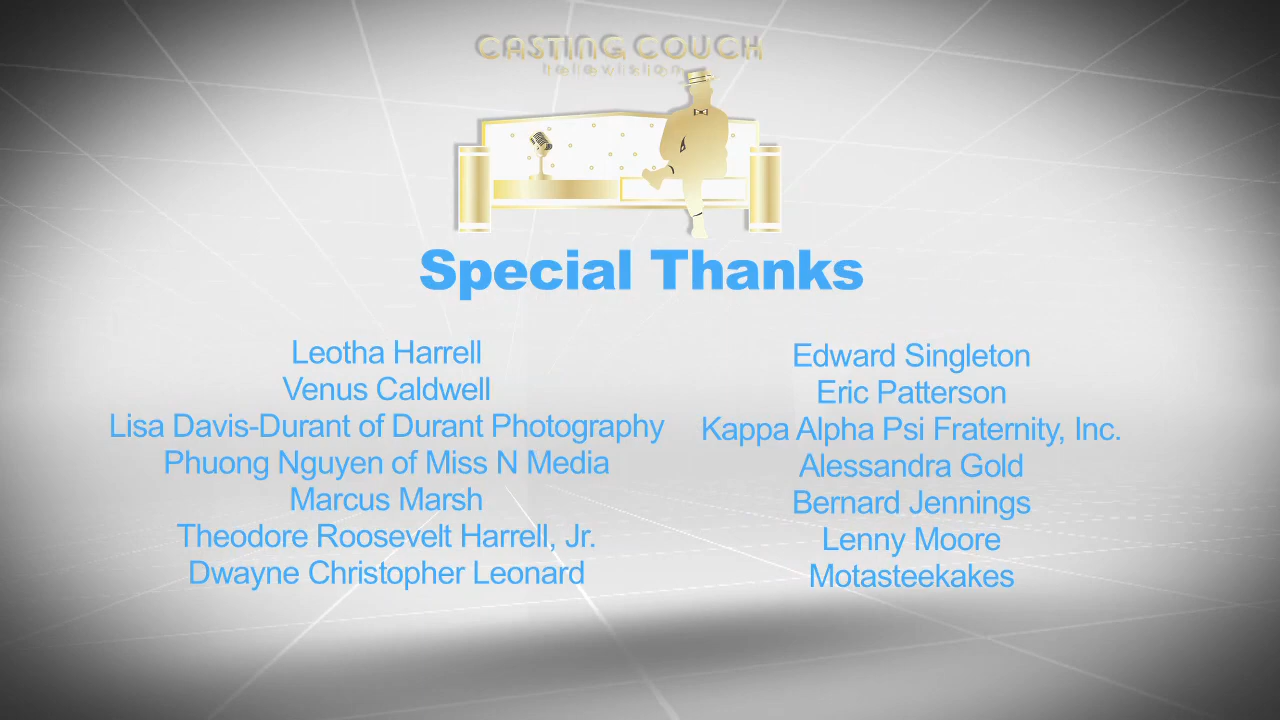 CASTING COUCH
television
Special Thanks
Leotha Harrell
Venus Caldwell
Lisa Davis-Durant of Durant Photography
Phuong Nguyen of Miss N Media
Marcus Marsh
Theodore Roosevelt Harrell, Jr.
Dwayne Christopher Leonard
Edward Singleton
Eric Patterson
Kappa Alpha Psi Fraternity, Inc.
Alessandra Gold
Bernard Jennings
Lenny Moore
Motasteekakes